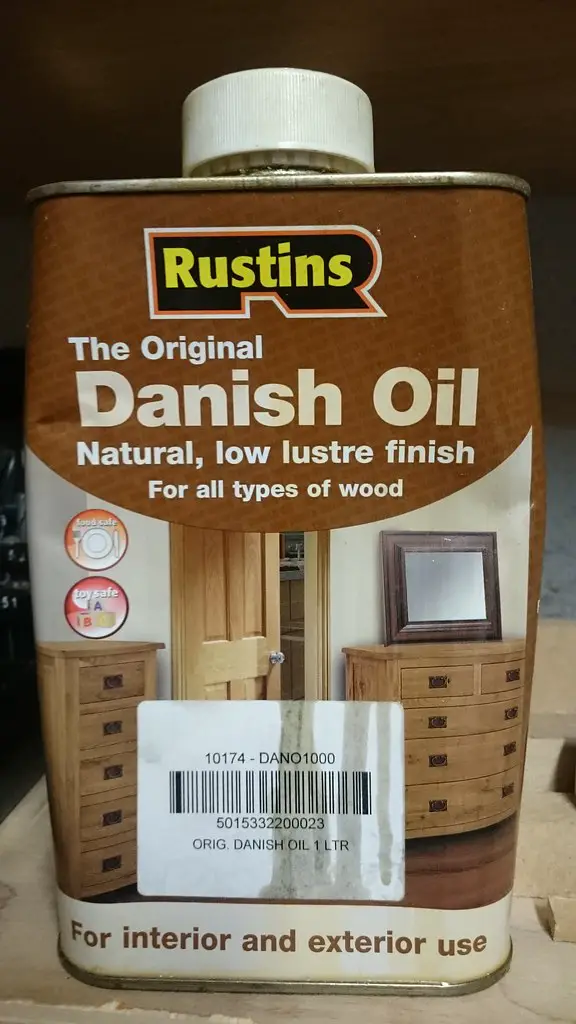 Rustins
The Original
Danish Oil
Natural, low lustre finish
For all types of wood
food safe
toy safe
A
B
51
10174 - DANO1000
5015332200023
ORIG. DANISH OIL 1 LTR
For interior and exterior use